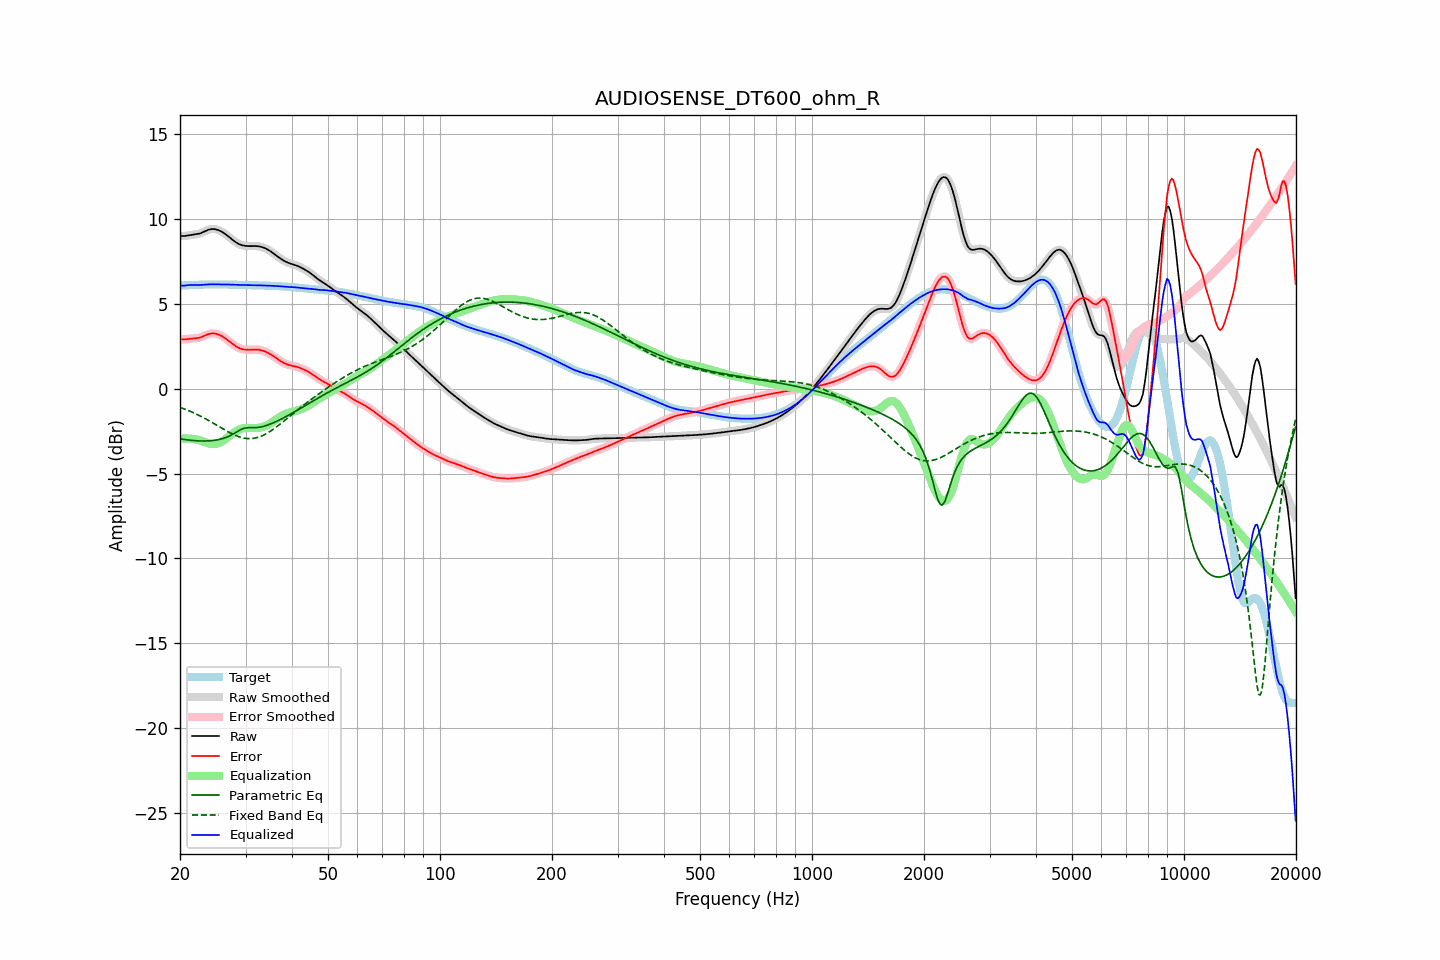 AUDIOSENSE_DT600_ohm_R
15
10
5
0
−5
−10
−15
−20
−25
Amplitude (dBr)
Target
Raw Smoothed
Error Smoothed
Raw
Error
Equalization
Parametric Eq
Fixed Band Eq
Equalized
20 50 100 200 500 1000 2000 5000 10000 20000
Frequency (Hz)